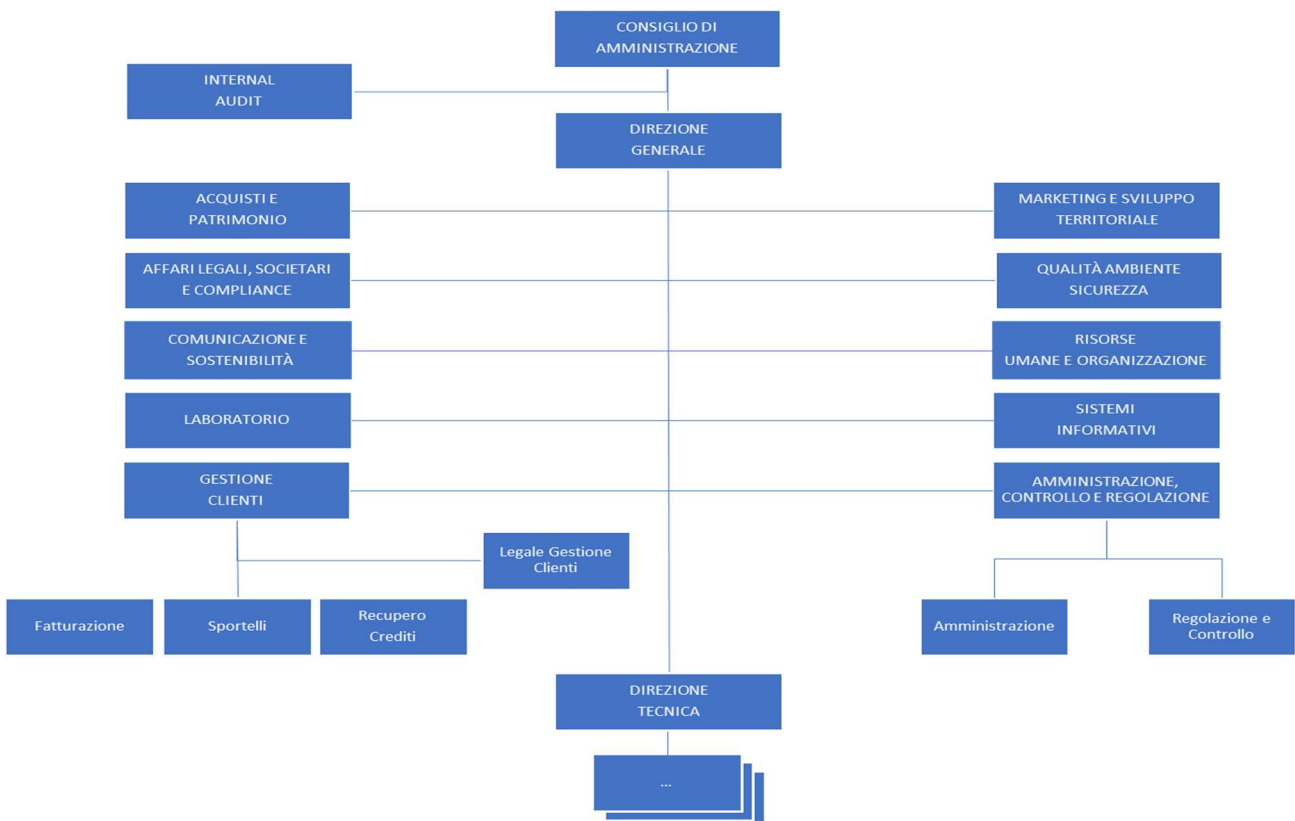 CONSIGLIO DI
AMMINISTRAZIONE
INTERNAL
AUDIT
DIREZIONE
GENERALE
ACQUISTI E
PATRIMONIO
MARKETING E SVILUPPO
TERRITORIALE
AFFARI LEGALI, SOCIETARI
E COMPLIANCE
QUALITÀ AMBIENTE
SICUREZZA
COMUNICAZIONE E
SOSTENIBILITÀ
RISORSE
UMANE E ORGANIZZAZIONE
LABORATORIO
SISTEMI
INFORMATIVI
GESTIONE
CLIENTI
AMMINISTRAZIONE,
CONTROLLO E REGOLAZIONE
Legale Gestione
Clienti
Fatturazione
Sportelli
Recupero
Crediti
Amministrazione
Regolazione e
Controllo
DIREZIONE
TECNICA
...